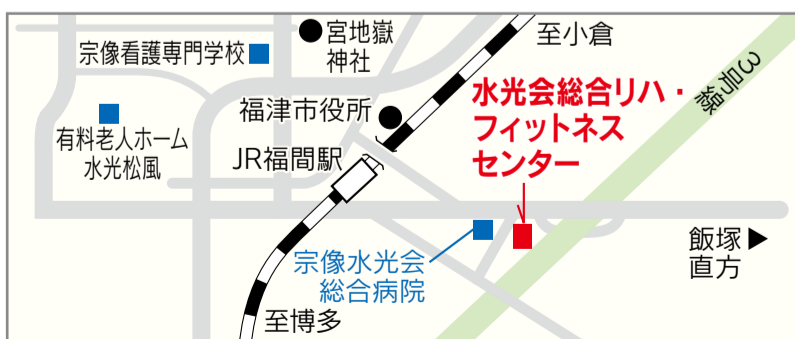 宗像看護専門学校
宮地嶽
神社
至小倉
3号線
水光会総合リハ・
フィットネス
センター
福津市役所
有料老人ホーム
水光松風
JR福間駅
宗像水光会
総合病院
飯塚▶
直方
至博多